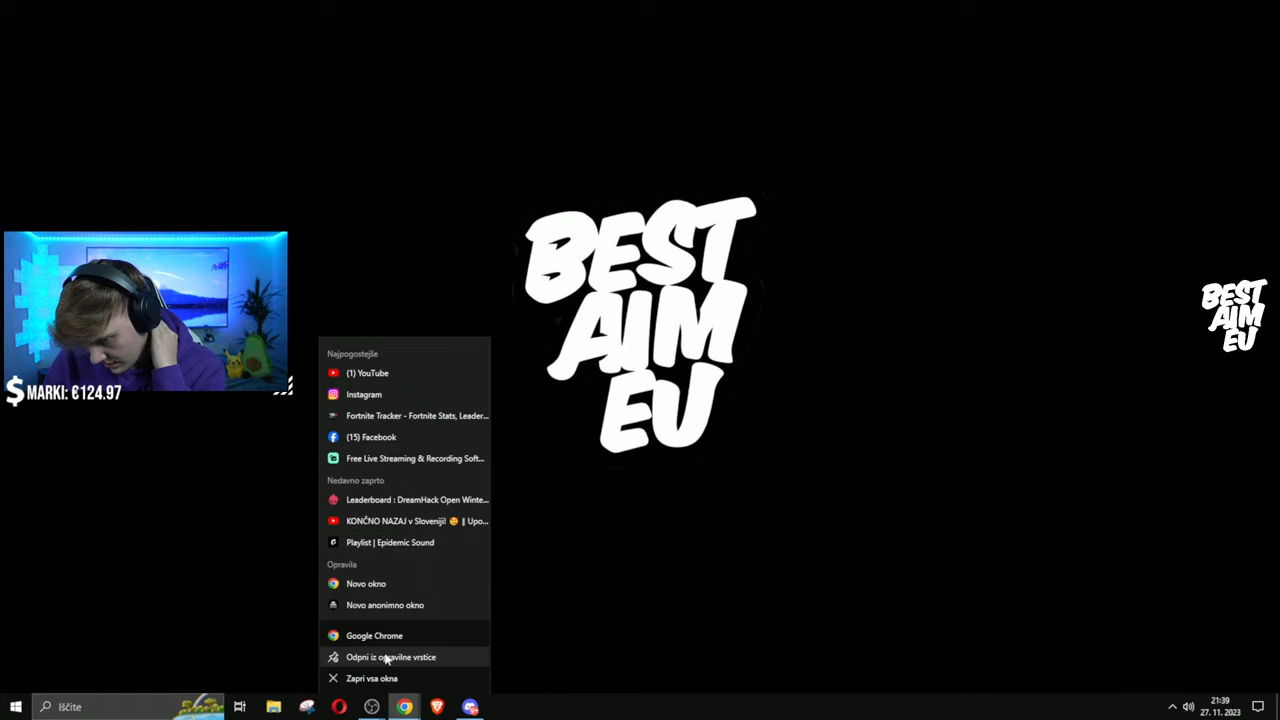 BEST
AIM
EU
BEST
AIM
EU
$ MARKI: €124.97
Najpogostejše
(1) YouTube
Instagram
Fortnite Tracker - Fortnite Stats, Leader...
(15) Facebook
Free Live Streaming & Recording Soft...
Nedavno zaprto
Leaderboard : DreamHack Open Winte...
KONČNO NAZAJ v Sloveniji! 🧐 || Upo...
Playlist | Epidemic Sound
Opravila
Novo okno
Novo anonimno okno
Google Chrome
Odpni iz opravilne vrstice
Zapri vsa okna
Iščite
21:39
27. 11. 2023